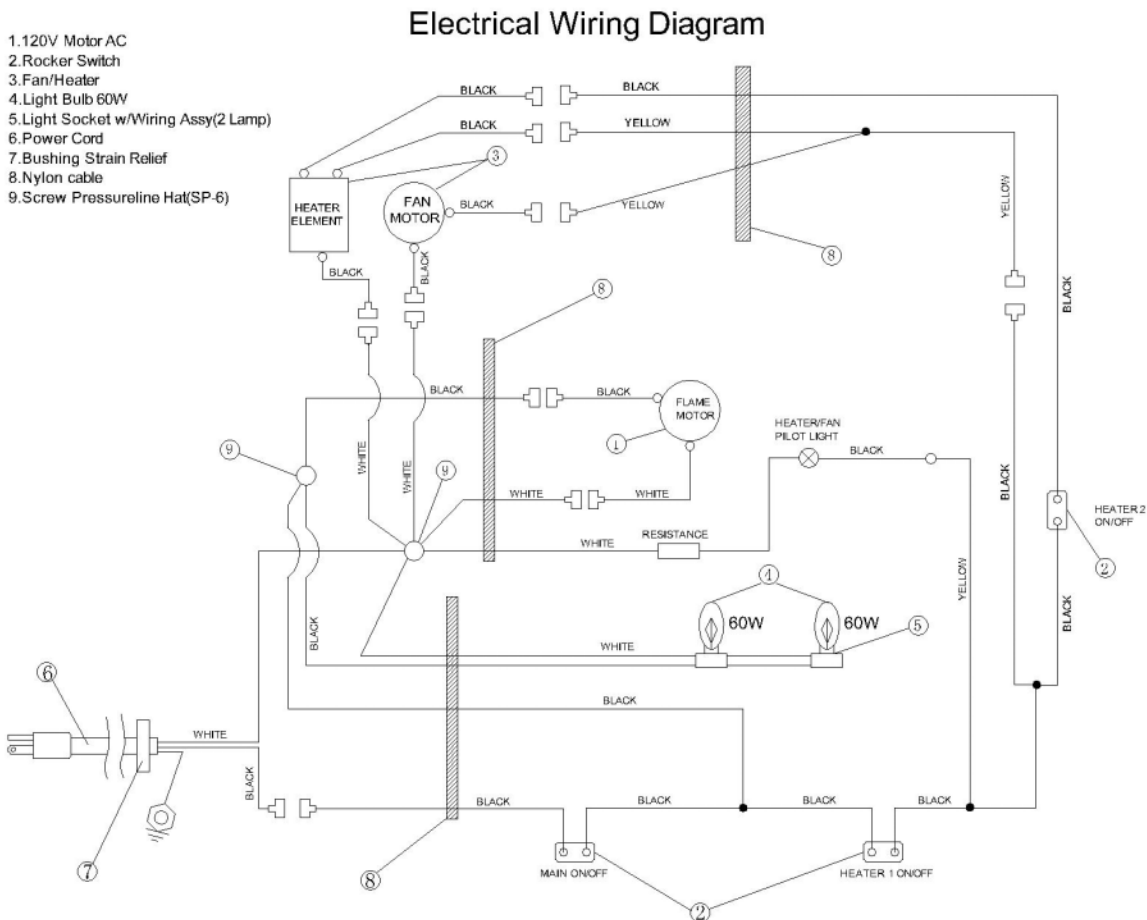 Electrical Wiring Diagram
1.120V Motor AC
2.Rocker Switch
3.Fan/Heater
4.Light Bulb 60W
5.Light Socket w/Wiring Assy(2 Lamp)
6.Power Cord
7.Bushing Strain Relief
8.Nylon cable
9.Screw Pressureline Hat(SP-6)
BLACK
BLACK
BLACK
YELLOW
3
HEATER
ELEMENT
FAN
MOTOR
BLACK
YELLOW
YELLOW
8
BLACK
BLACK
BLACK
8
BLACK
BLACK
FLAME
MOTOR
1
HEATER/FAN
PILOT LIGHT
BLACK
9
WHITE
WHITE
9
WHITE
WHITE
BLACK
HEATER 2
ON/OFF
2
RESISTANCE
WHITE
YELLOW
BLACK
4
60W
60W
5
BLACK
WHITE
6
BLACK
WHITE
BLACK
BLACK
BLACK
BLACK
BLACK
7
8
MAIN ON/OFF
HEATER 1 ON/OFF
2